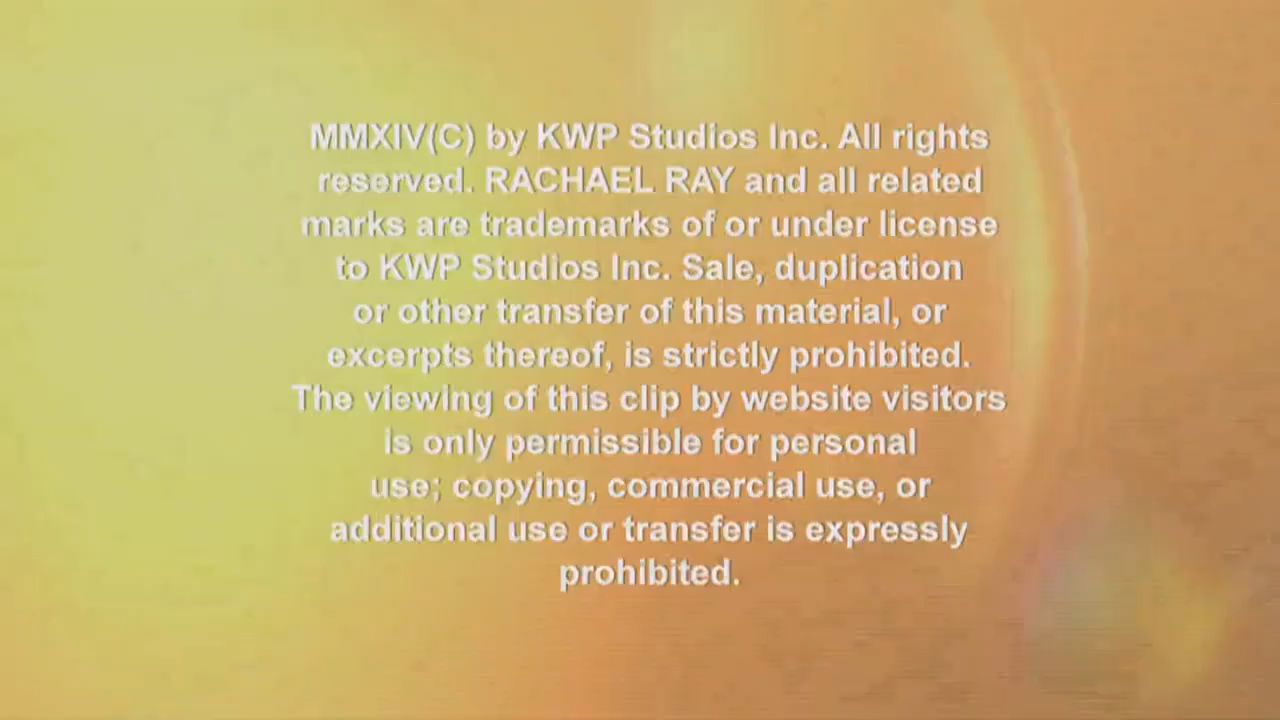 MMXIV(C) by KWP Studios Inc. All rights
reserved. RACHAEL RAY and all related
marks are trademarks of or under license
to KWP Studios Inc. Sale, duplication
or other transfer of this material, or
excerpts thereof, is strictly prohibited.
The viewing of this clip by website visitors
is only permissible for personal
use; copying, commercial use, or
additional use or transfer is expressly
prohibited.